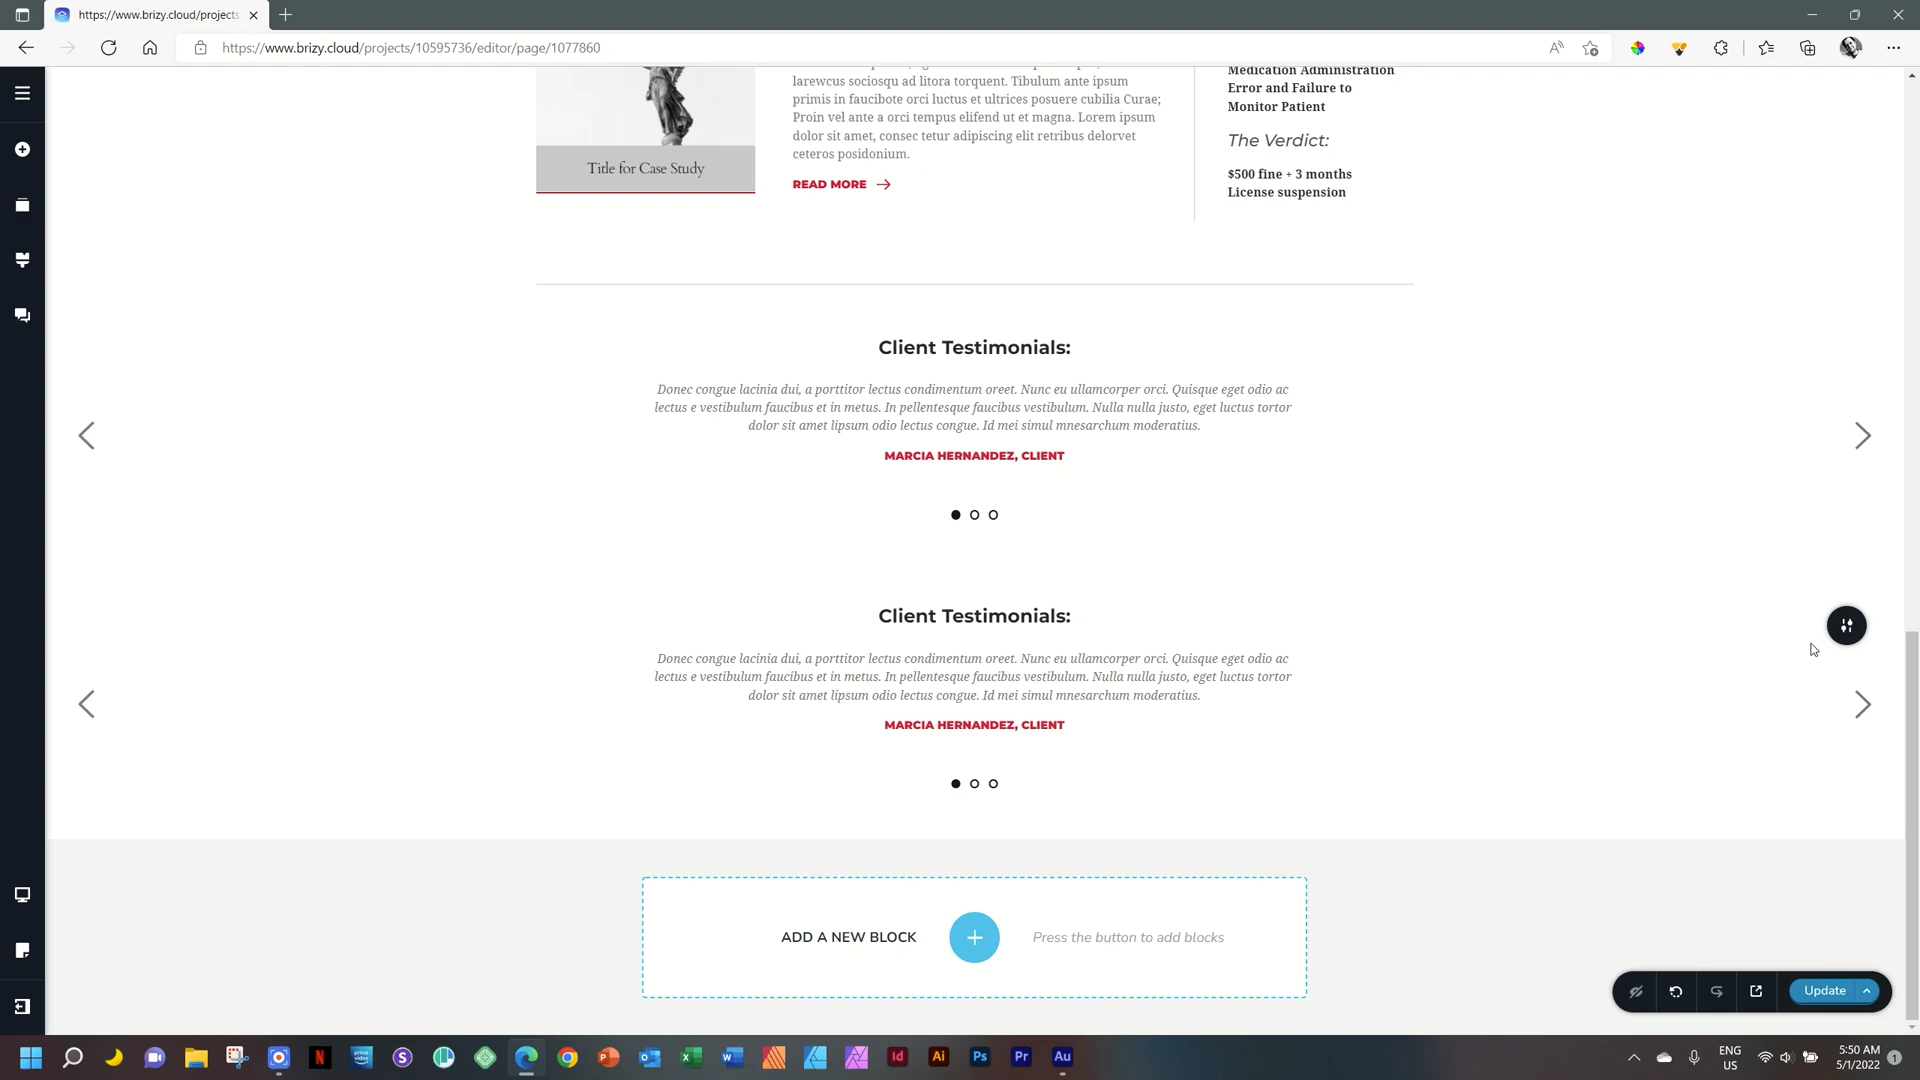 https://www.brizy.cloud/projects
https://www.brizy.cloud/projects/10595736/editor/page/1077860
larewcus sociosqu ad litora torquent. Tibulum ante ipsum
primis in faucibote orci luctus et ultrices posuere cubilia Curae;
Proin vel ante a orci tempus elifend ut et magna. Lorem ipsum
dolor sit amet, consec tetur adipiscing elit retribus delorvet
ceteros posidonium.
READ MORE
Title for Case Study
Medication Administration
Error and Failure to
Monitor Patient
The Verdict:
$500 fine + 3 months
License suspension
Client Testimonials:
Donec congue lacinia dui, a porttitor lectus condimentum oreet. Nunc eu ullamcorper orci. Quisque eget odio ac
lectus e vestibulum faucibus et in metus. In pellentesque faucibus vestibulum. Nulla nulla justo, eget luctus tortor
dolor sit amet lipsum odio lectus congue. Id mei simul mnesarchum moderatius.
MARCIA HERNANDEZ, CLIENT
Client Testimonials:
Donec congue lacinia dui, a porttitor lectus condimentum oreet. Nunc eu ullamcorper orci. Quisque eget odio ac
lectus e vestibulum faucibus et in metus. In pellentesque faucibus vestibulum. Nulla nulla justo, eget luctus tortor
dolor sit amet lipsum odio lectus congue. Id mei simul mnesarchum moderatius.
MARCIA HERNANDEZ, CLIENT
ADD A NEW BLOCK
Press the button to add blocks
Update
ENG
US
5:50 AM
5/1/2022
1